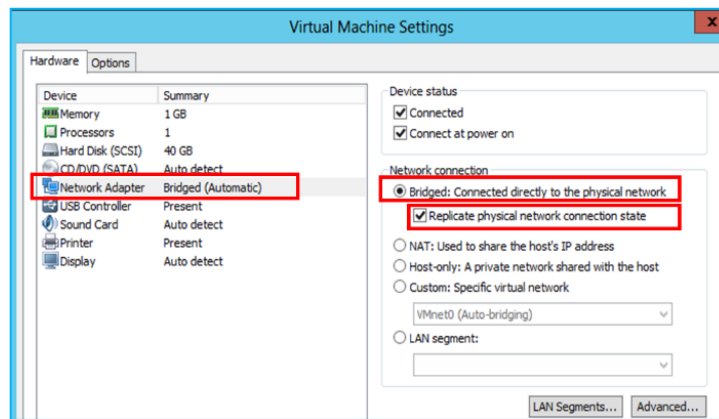 Virtual Machine Settings
x
Hardware
Options
Device Summary
Memory 1 GB
Processors 1
Hard Disk (SCSI) 40 GB
CD/DVD (SATA) Auto detect
Network Adapter Bridged (Automatic)
USB Controller Present
Sound Card Auto detect
Printer Present
Display Auto detect
Device status
Connected
Connect at power on
Network connection
Bridged: Connected directly to the physical network
Replicate physical network connection state
NAT: Used to share the host's IP address
Host-only: A private network shared with the host
Custom: Specific virtual network
VMnet0 (Auto-bridging)
LAN segment:
LAN Segments... Advanced...